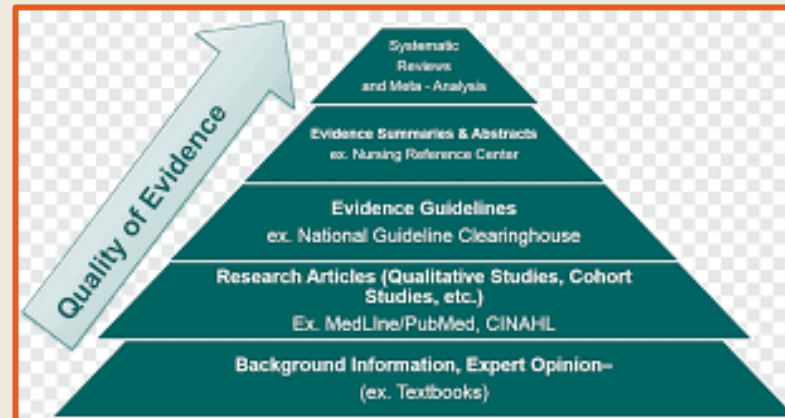 Quality of Evidence
Systematic
Reviews
and Meta - Analysis
Evidence Summaries & Abstracts
ex. Nursing Reference Center
Evidence Guidelines
ex. National Guideline Clearinghouse
Research Articles (Qualitative Studies, Cohort
Studies, etc.)
Ex. MedLine/PubMed, CINAHL
Background Information, Expert Opinion–
(ex. Textbooks)